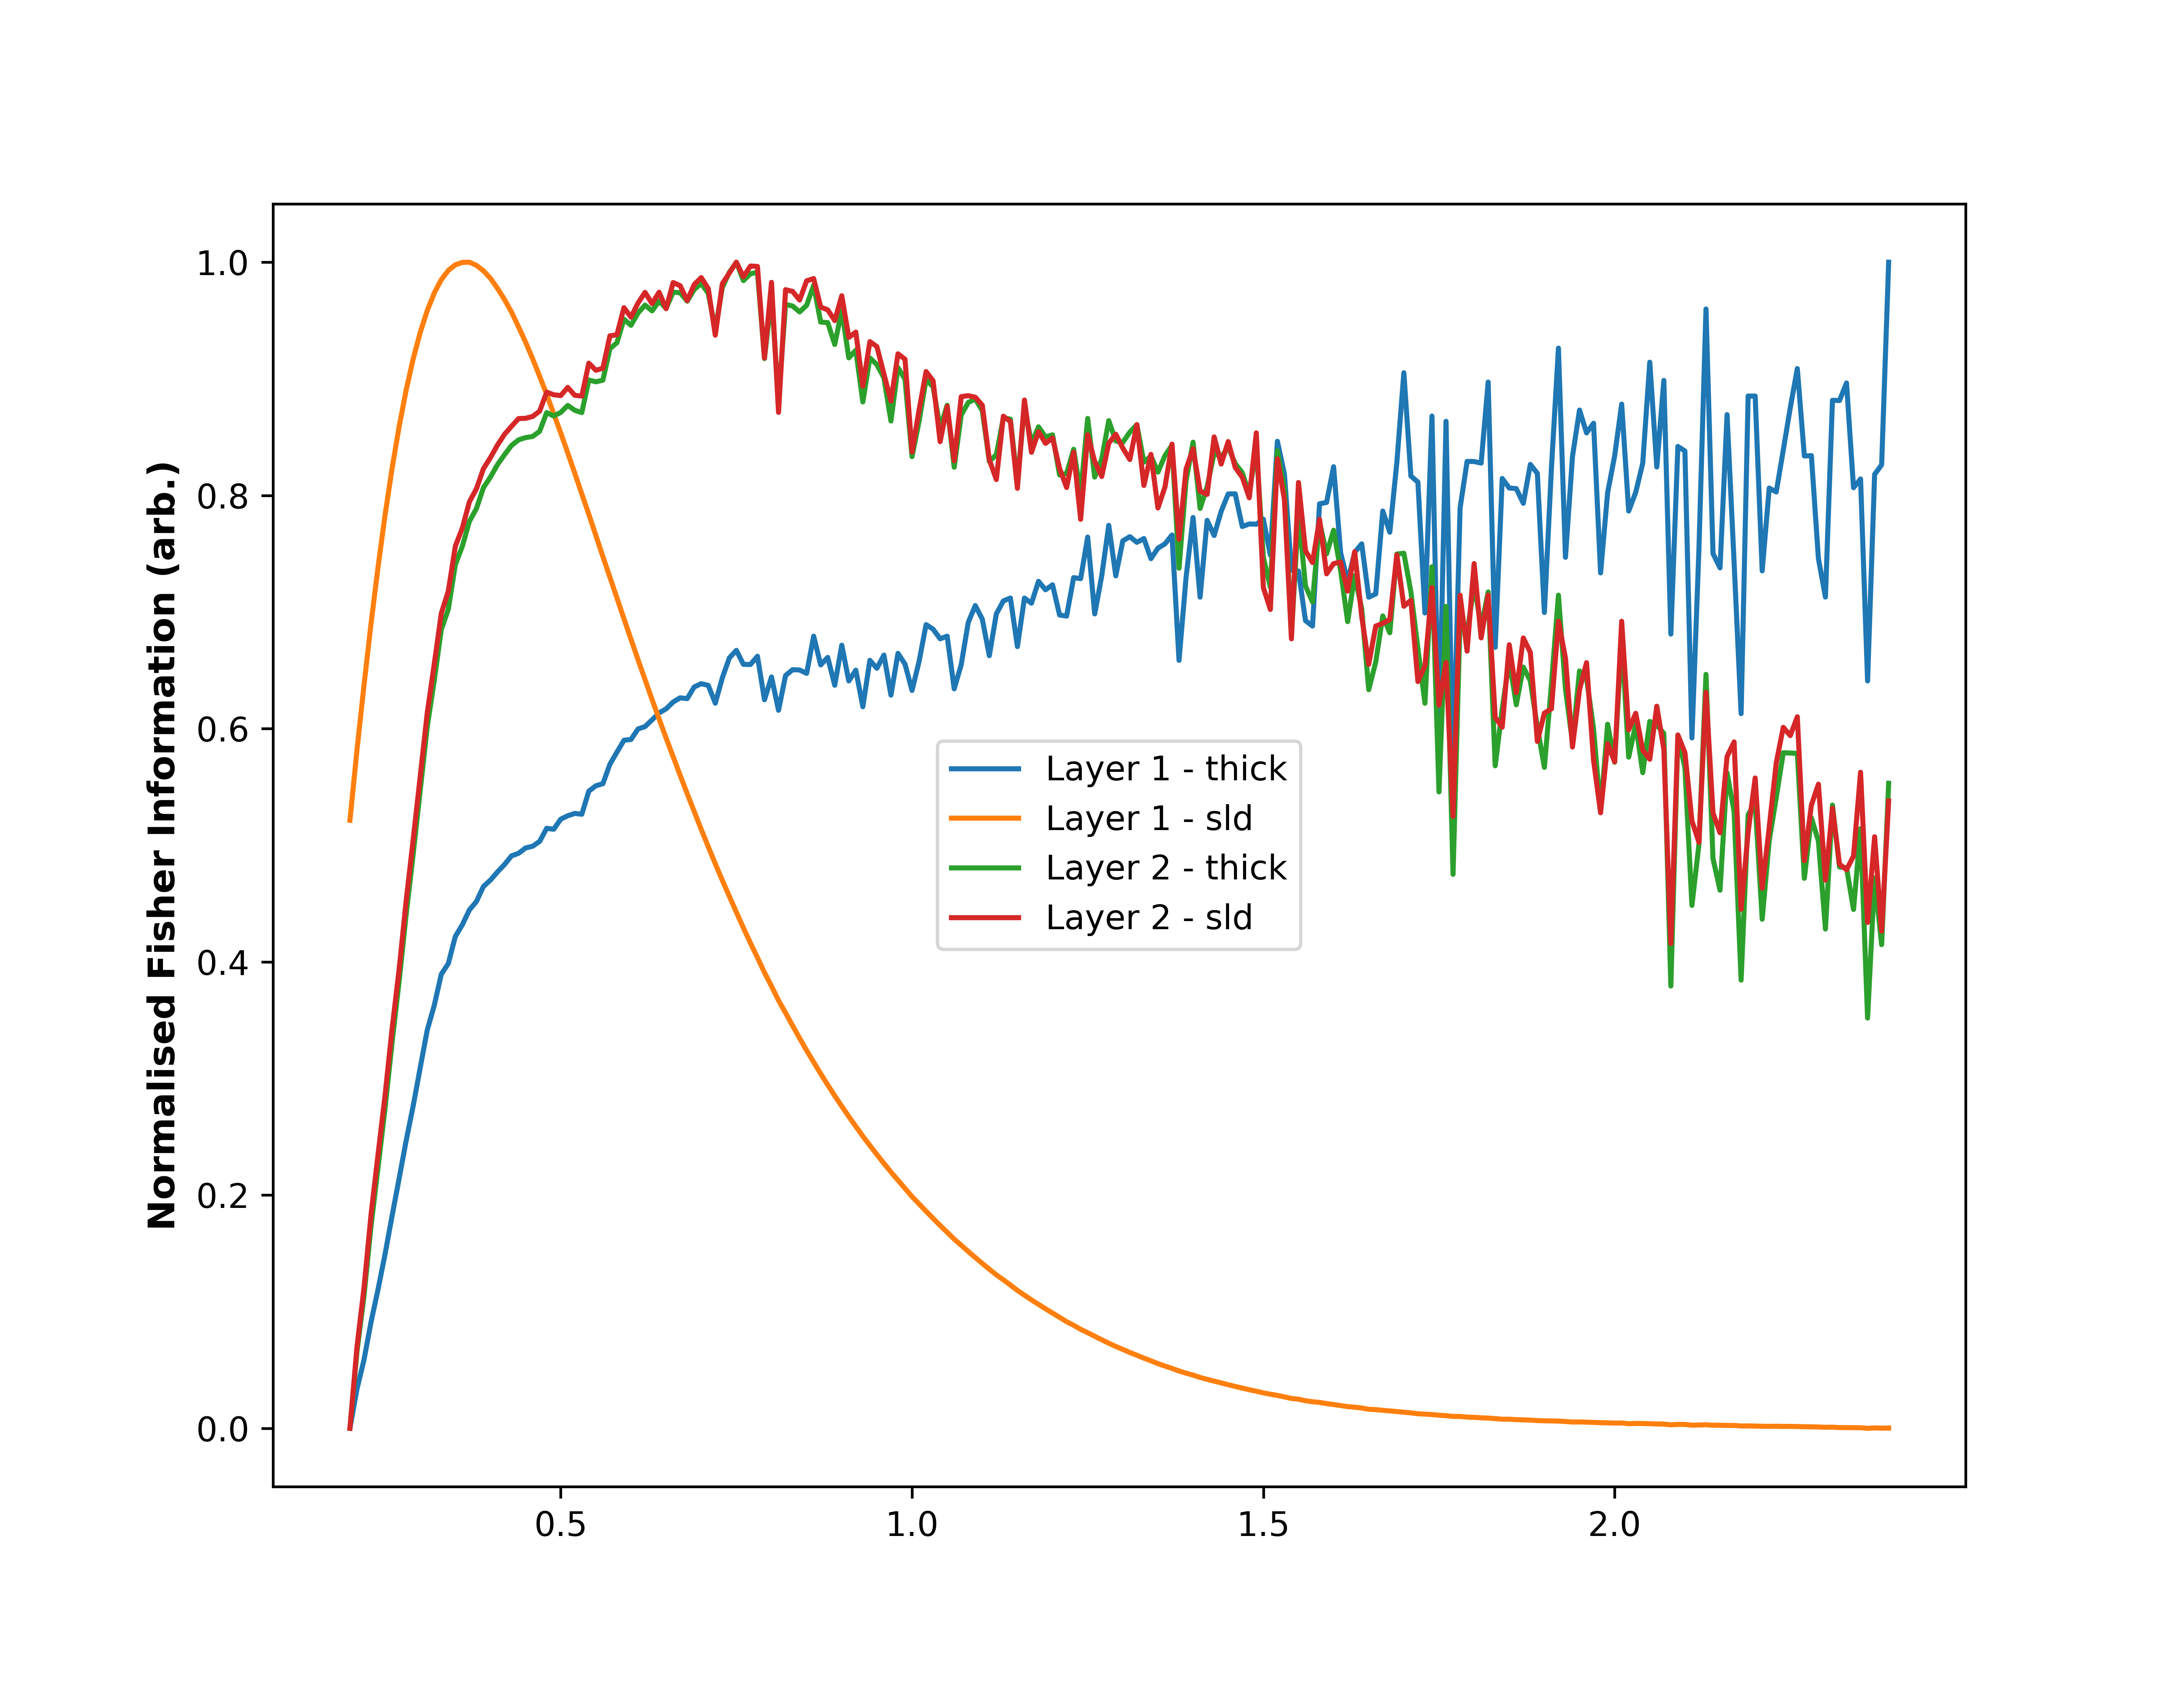 Normalised Fisher Information (arb.)
1.0
0.8
0.6
0.4
0.2
0.0
Layer 1 - thick
Layer 1 - sld
Layer 2 - thick
Layer 2 - sld
0.5 1.0 1.5 2.0